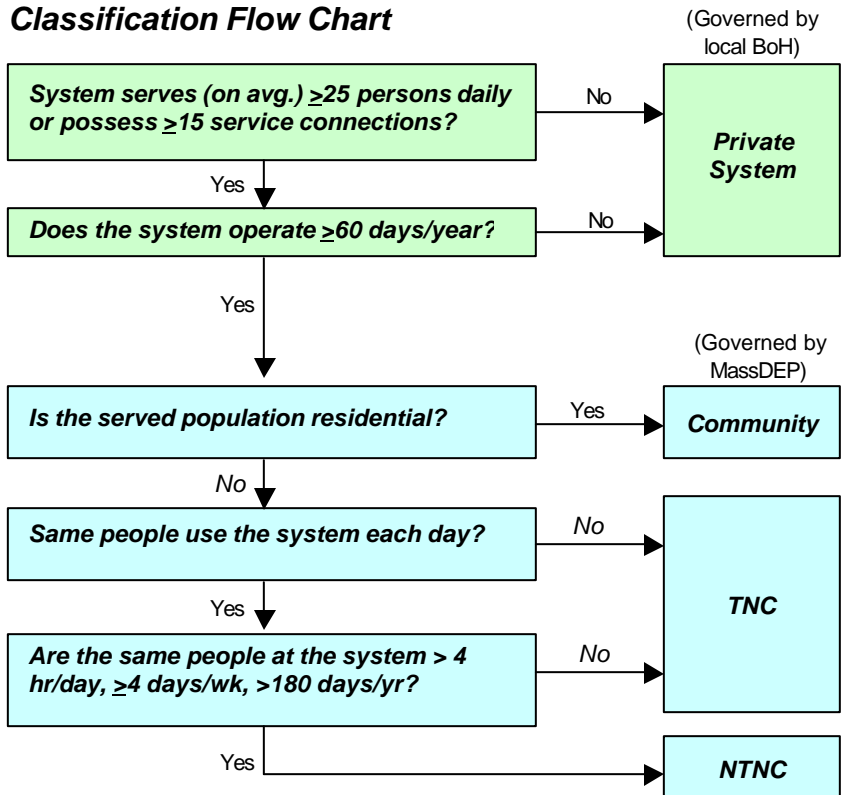 Classification Flow Chart
(Governed by
local BoH)
System serves (on avg.) ≥25 persons daily
or possess ≥15 service connections?
No
Private
System
Yes
Does the system operate ≥60 days/year?
No
Yes
(Governed by
MassDEP)
Is the served population residential?
Yes
Community
No
Same people use the system each day?
No
TNC
Yes
Are the same people at the system > 4
hr/day, ≥4 days/wk, >180 days/yr?
No
Yes
NTNC